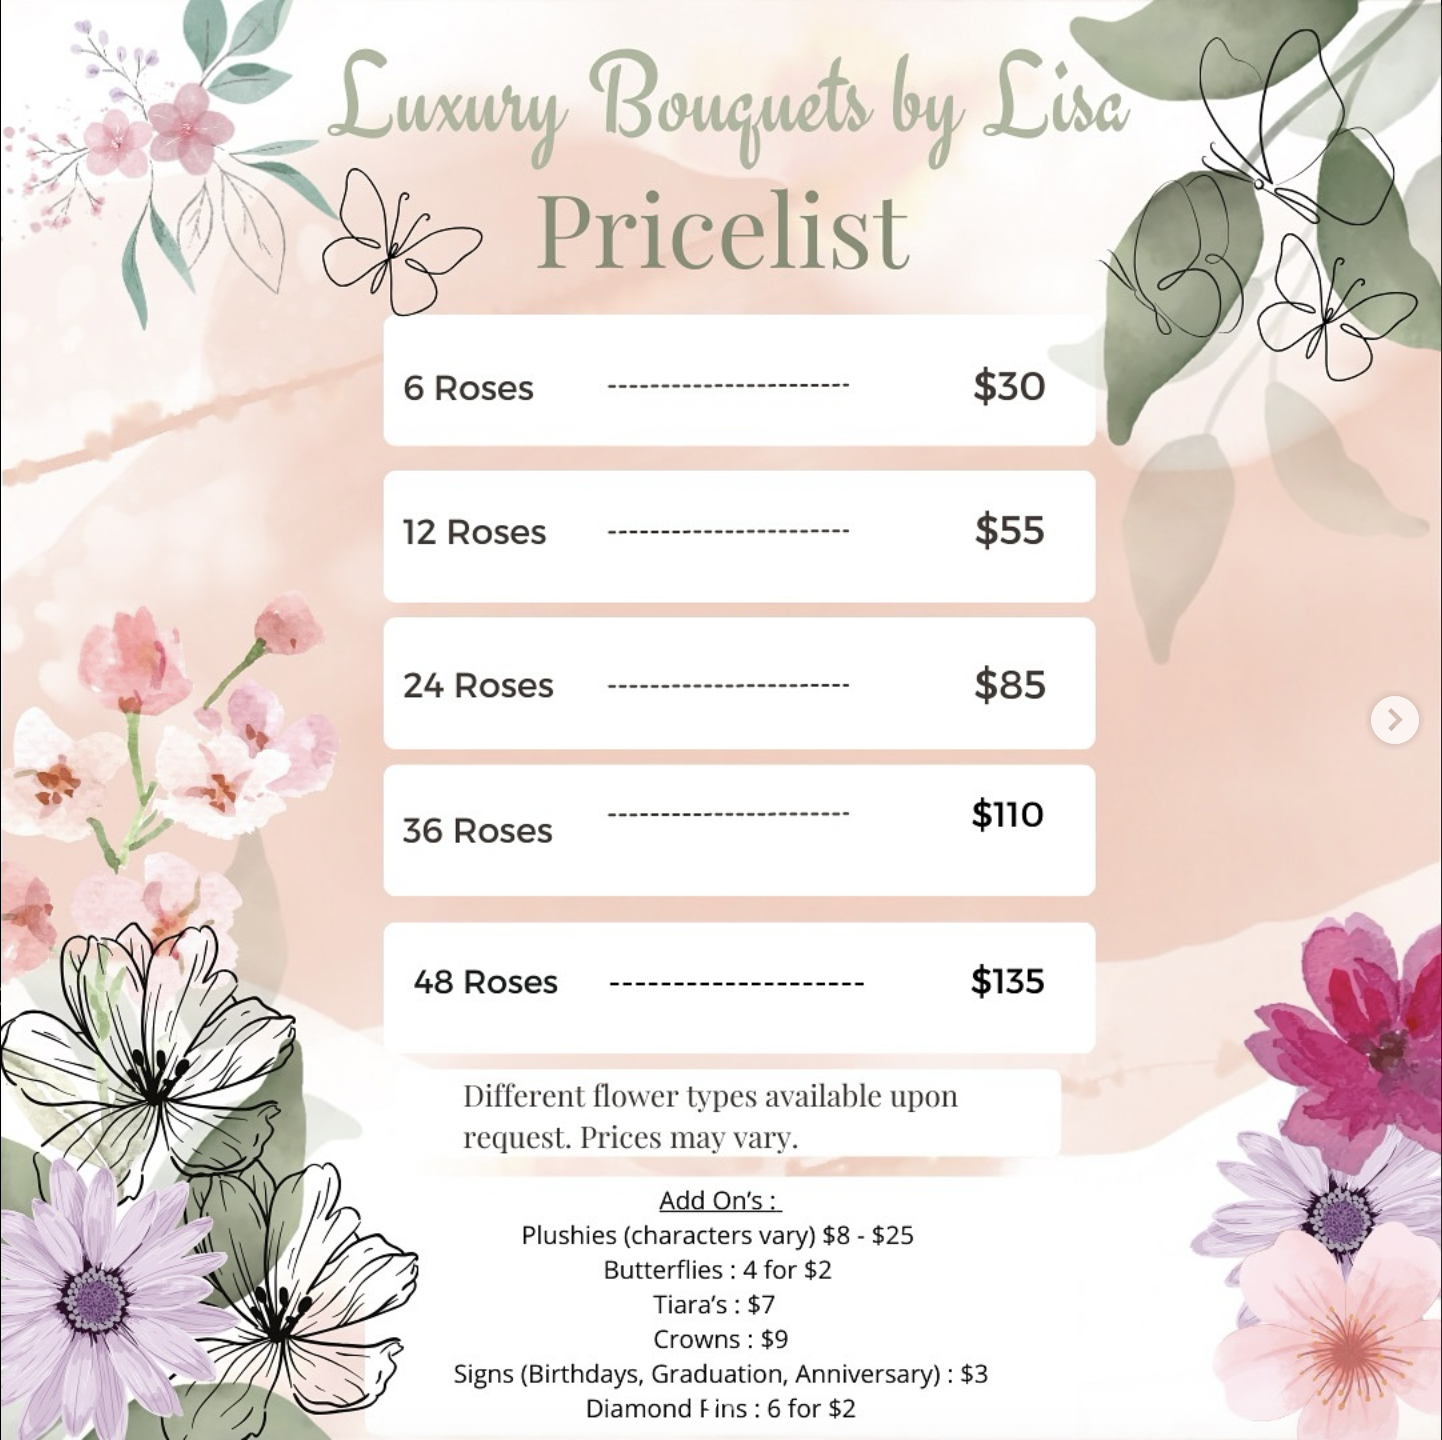 Luxury Bouquets by Lisa
Pricelist
6 Roses ----------------------- $30
12 Roses ----------------------- $55
24 Roses ----------------------- $85
36 Roses ----------------------- $110
48 Roses -------------------- $135
Different flower types available upon
request. Prices may vary.
Add On's :
Plushies (characters vary) $8 - $25
Butterflies : 4 for $2
Tiara’s : $7
Crowns : $9
Signs (Birthdays, Graduation, Anniversary) : $3
Diamond Pins : 6 for $2